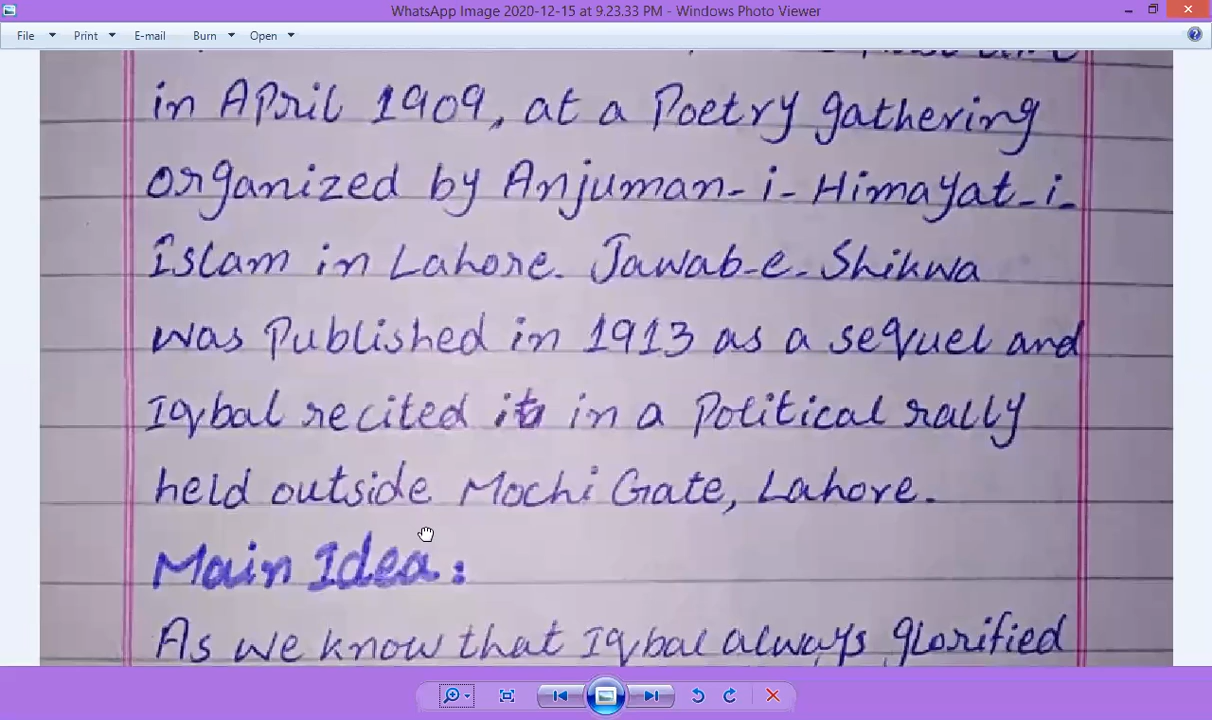 WhatsApp Image 2020-12-15 at 9.23.33 PM - Windows Photo Viewer
File Print E-mail Burn Open
in April 1909, at a Poetry gathering
organized by Anjuman-i-Himayat-i-
Islam in Lahore. Jawab-e-Shikwa
was Published in 1913 as a sequel and
Iqbal recited it in a Political rally
held outside Mochi Gate, Lahore.
Main Idea:
As we know that Iqbal always glorified